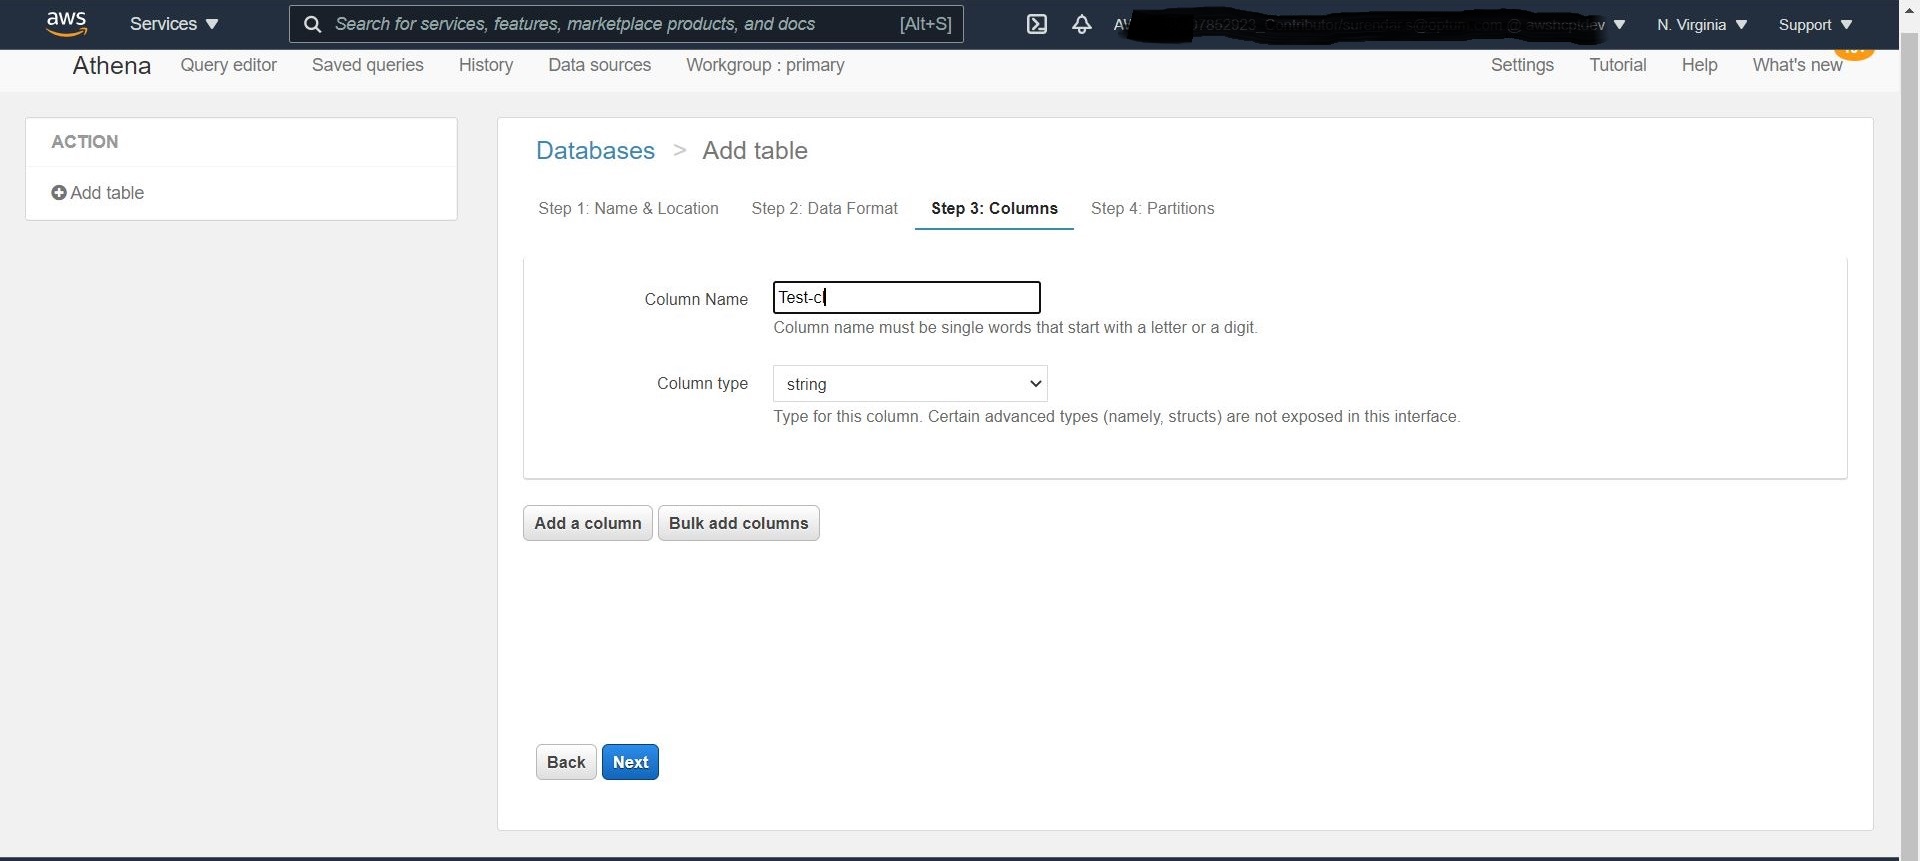 aws Services Search for services, features, marketplace products, and docs [Alt+S] N. Virginia Support
Athena Query editor Saved queries History Data sources Workgroup : primary Settings Tutorial Help What's new
ACTION
Add table
Databases > Add table
Step 1: Name & Location Step 2: Data Format Step 3: Columns Step 4: Partitions
Column Name Test-cl
Column name must be single words that start with a letter or a digit.
Column type string
Type for this column. Certain advanced types (namely, structs) are not exposed in this interface.
Add a column Bulk add columns
Back Next